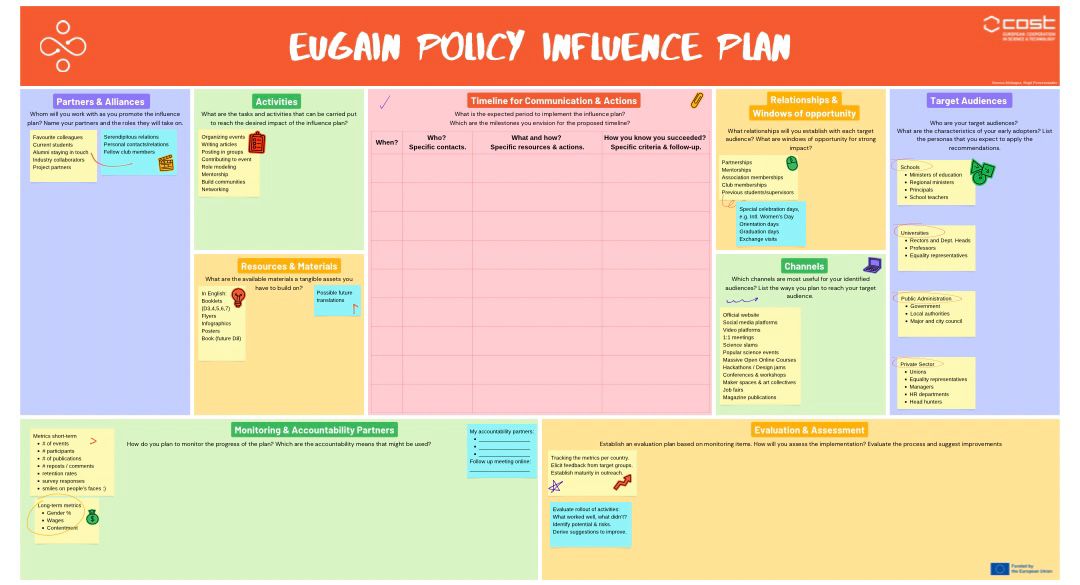 EUGAIN POLICY INFLUENCE PLAN
cost
EUROPEAN COOPERATION
IN SCIENCE & TECHNOLOGY
Partners & Alliances
Whom will you work with as you promote the influence
plan? Name your partners and the roles they will take on.
Favourite colleagues
Current students
Alumni staying in touch
Industry collaborators
Project partners
Serendipitous relations
Personal contacts/relations
Fellow club members
Activities
What are the tasks and activities that can be carried put
to reach the desired impact of the influence plan?
Organizing events
Writing articles
Posting in groups
Contributing to event
Role modeling
Mentorship
Build communities
Networking
Resources & Materials
What are the available materials a tangible assets you
have to build on?
In English:
Booklets
(D3,4,5,6,7)
Flyers
Infographics
Posters
Book (future D8)
Possible future
translations
Timeline for Communication & Actions
What is the expected period to implement the influence plan?
Which are the milestones you envision for the proposed timeline?
When?
Who?
Specific contacts.
What and how?
Specific resources & actions.
How you know you succeeded?
Specific criteria & follow-up.
Relationships &
Windows of opportunity
What relationships will you establish with each target
audience? What are windows of opportunity for strong
impact?
Partnerships
Mentorships
Association memberships
Club memberships
Previous students/supervisors
Special celebration days,
e.g. Intl. Women's Day
Orientation days
Graduation days
Exchange visits
Channels
Which channels are most useful for your identified
audiences? List the ways you plan to reach your target
audience.
Official website
Social media platforms
Video platforms
1:1 meetings
Science slams
Popular science events
Massive Open Online Courses
Hackathons / Design jams
Conferences & workshops
Maker spaces & art collectives
Job fairs
Magazine publications
Target Audiences
Who are your target audiences?
What are the characteristics of your early adopters? List
the personas that you expect to apply the
recommendations.
Schools
• Ministers of education
• Regional ministers
• Principals
• School teachers
Universities
• Rectors and Dept. Heads
• Professors
• Equality representatives
Public Administration
• Government
• Local authorities
• Major and city council
Private Sector
• Unions
• Equality representatives
• Managers
• HR departments
• Head hunters
Monitoring & Accountability Partners
How do you plan to monitor the progress of the plan? Which are the accountability means that might be used?
Metrics short-term
• # of events
• # participants
• # of publications
• # reposts / comments
• retention rates
• survey responses
• smiles on people's faces :)
Long-term metrics
• Gender %
• Wages
• Contentment
My accountability partners:
Follow up meeting online:
Evaluation & Assessment
Establish an evaluation plan based on monitoring items. How will you assess the implementation? Evaluate the process and suggest improvements
Tracking the metrics per country.
Elicit feedback from target groups.
Establish maturity in outreach.
Evaluate rollout of activities:
What worked well, what didn't?
Identify potential & risks.
Derive suggestions to improve.
Funded by
the European Union